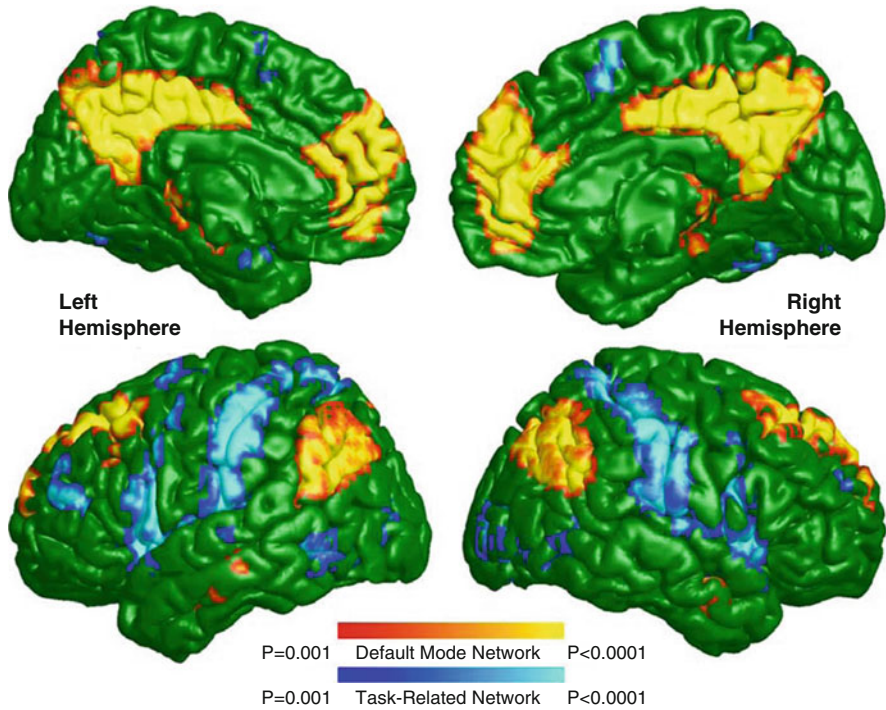 Left
Hemisphere
Right
Hemisphere
P=0.001 Default Mode Network P<0.0001
P=0.001 Task-Related Network P<0.0001